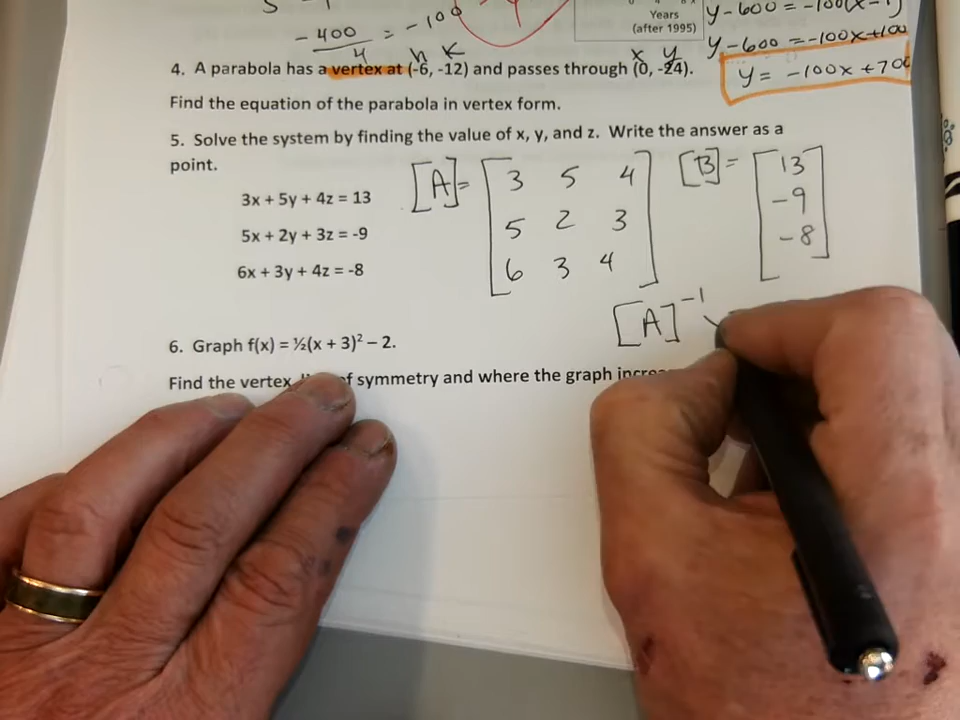 -400/4 = -100
Years
(after 1995)
y-600 = -100(x-1)
y-600 = -100x+100
y = -100x+700
h k
x y
4. A parabola has a vertex at (-6, -12) and passes through (0, -24).
Find the equation of the parabola in vertex form.
5. Solve the system by finding the value of x, y, and z. Write the answer as a
point.
3x + 5y + 4z = 13
5x + 2y + 3z = -9
6x + 3y + 4z = -8
[A]=
3 5 4
5 2 3
6 3 4
[B]=
13
-9
-8
[A]⁻¹
6. Graph f(x) = ½(x + 3)² – 2.
Find the vertex, of symmetry and where the graph